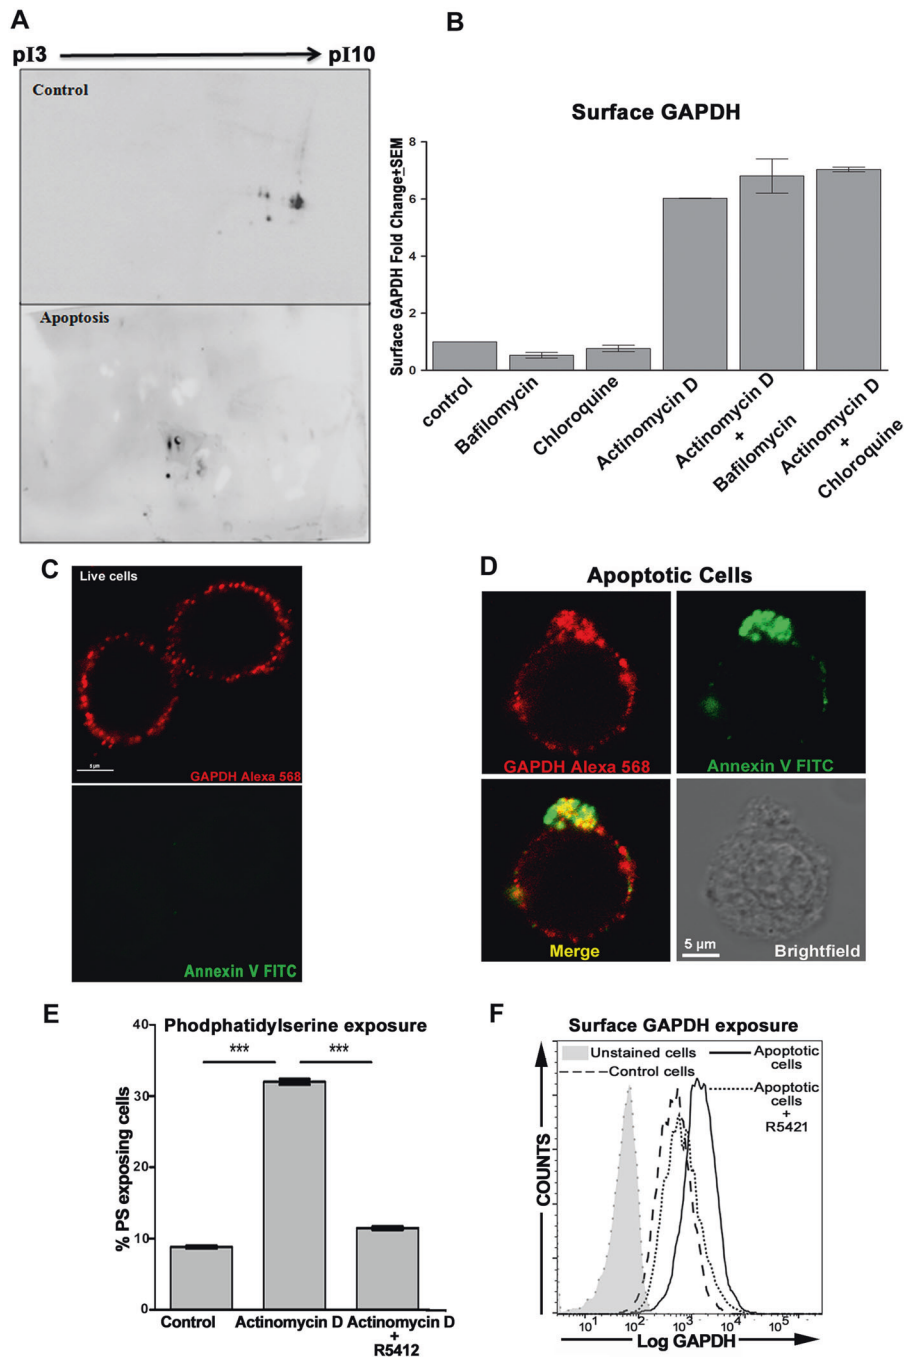 A
pI3 pI10
Control
Apoptosis
B
Surface GAPDH
Surface GAPDH Fold Change±SEM
8
6
4
2
0
control
Bafilomycin
Chloroquine
Actinomycin D
Actinomycin D
+
Bafilomycin
Actinomycin D
+
Chloroquine
C
Live cells
5 µm
GAPDH Alexa 568
Annexin V FITC
D
Apoptotic Cells
GAPDH Alexa 568
Annexin V FITC
Merge
5 µm
Brightfield
E
Phodphatidylserine exposure
% PS exposing cells
40
30
20
10
0
***
***
Control
Actinomycin D
Actinomycin D
+
R5412
F
Surface GAPDH exposure
Unstained cells
Control cells
Apoptotic
cells
Apoptotic
cells
+
R5421
COUNTS
10¹ 10² 10³ 10⁴ 10⁵
Log GAPDH